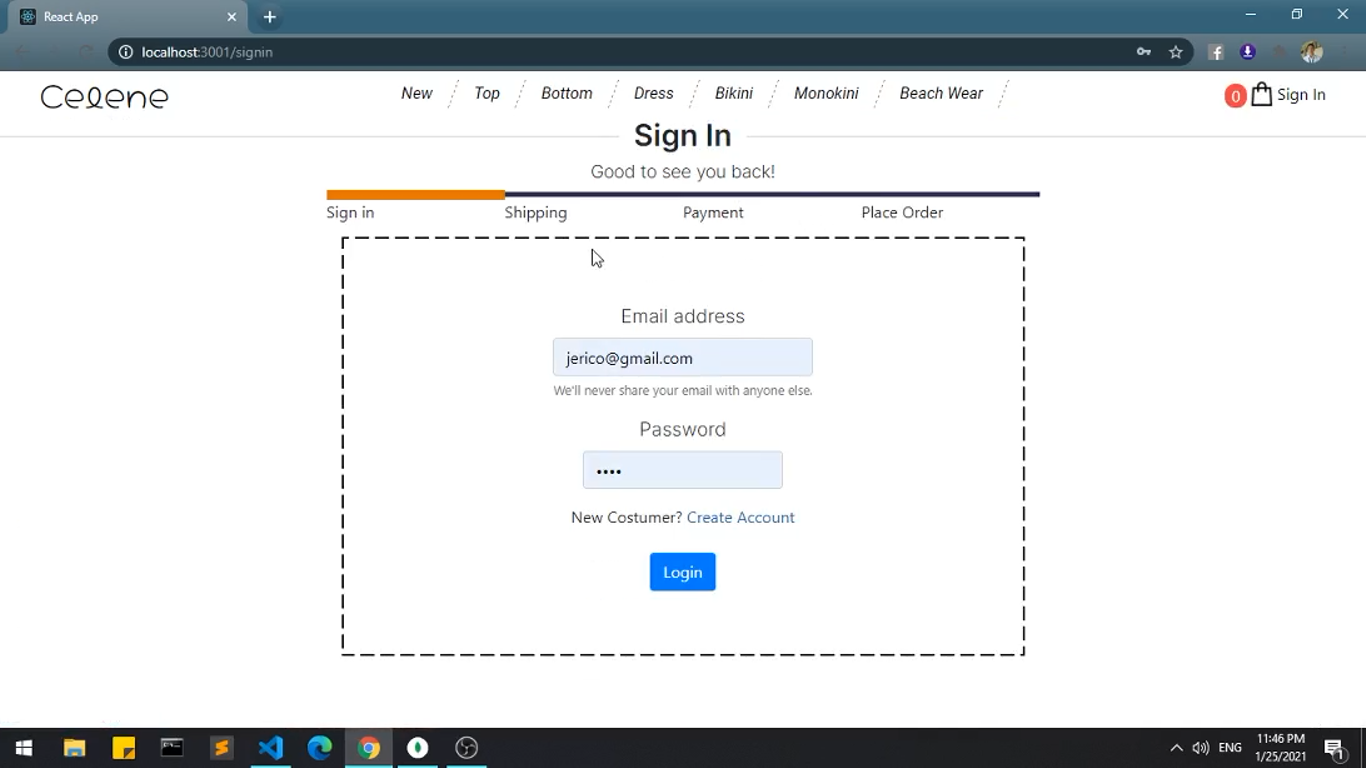 React App
localhost:3001/signin
Celene
New Top Bottom Dress Bikini Monokini Beach Wear
0 Sign In
Sign In
Good to see you back!
Sign in Shipping Payment Place Order
Email address
jerico@gmail.com
We'll never share your email with anyone else.
Password
New Costumer? Create Account
Login
ENG
11:46 PM
1/25/2021
1